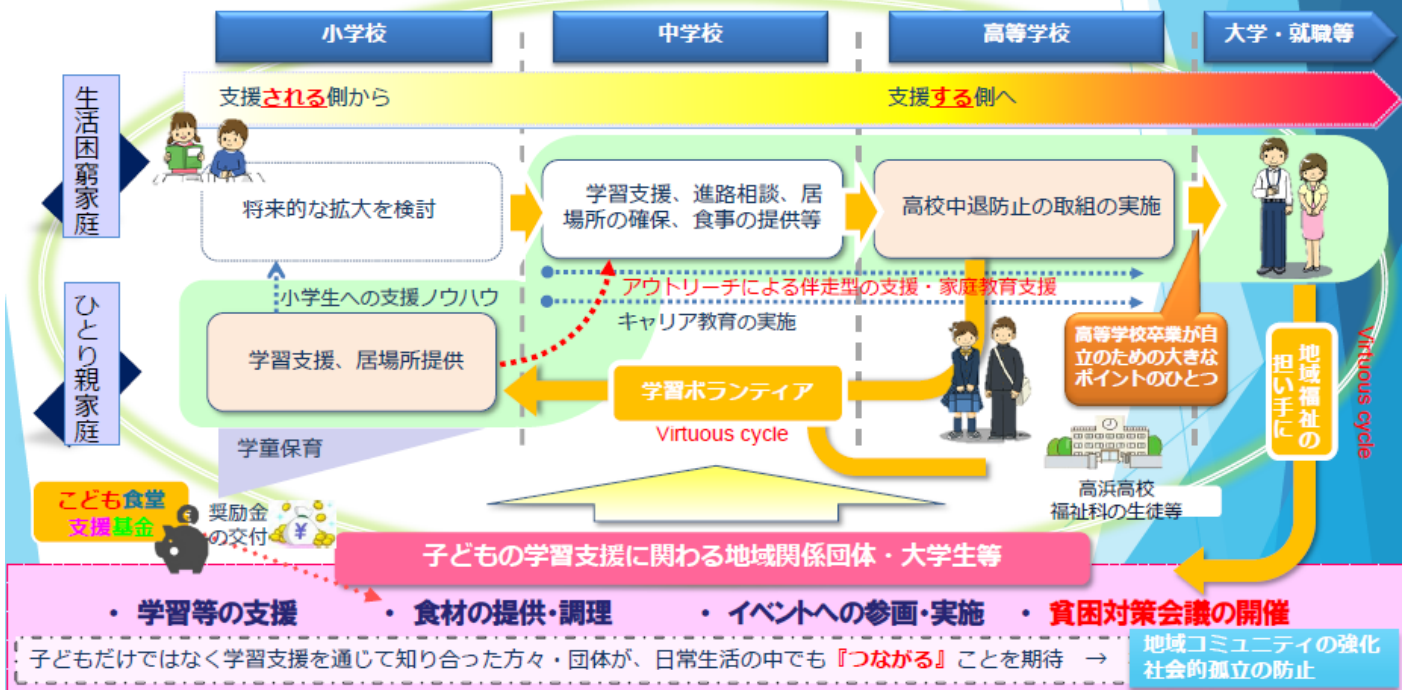 小学校
中学校
高等学校
大学・就職等
支援される側から
支援する側へ
生活困窮家庭
将来的な拡大を検討
学習支援、進路相談、居
場所の確保、食事の提供等
高校中退防止の取組の実施
小学生への支援ノウハウ
アウトリーチによる伴走型の支援・家庭教育支援
キャリア教育の実施
ひとり親家庭
学習支援、居場所提供
高等学校卒業が自
立のための大きな
ポイントのひとつ
地域福祉の
担い手に
Virtuous cycle
学習ボランティア
Virtuous cycle
学童保育
高浜高校
福祉科の生徒等
こども食堂
支援基金
奨励金
の交付
¥
子どもの学習支援に関わる地域関係団体・大学生等
・ 学習等の支援
・ 食材の提供・調理
・ イベントへの参画・実施
・ 貧困対策会議の開催
子どもだけではなく学習支援を通じて知り合った方々・団体が、日常生活の中でも『つながる』ことを期待 →
地域コミュニティの強化
社会的孤立の防止